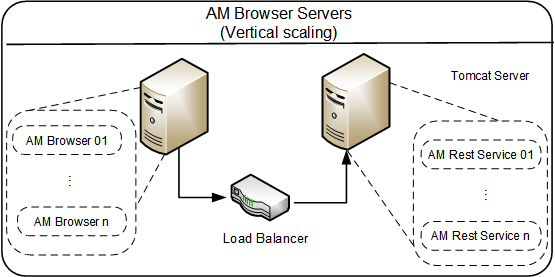 AM Browser Servers
(Vertical scaling)
Tomcat Server
AM Browser 01
⋮
AM Browser n
Load Balancer
AM Rest Service 01
⋮
AM Rest Service n